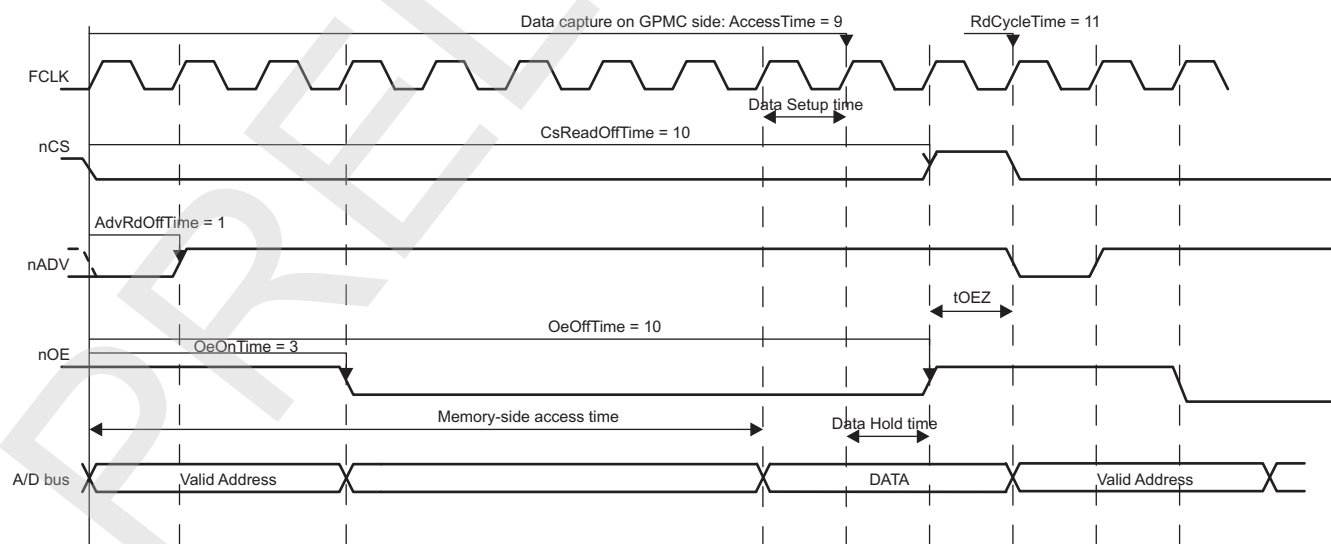 Data capture on GPMC side: AccessTime = 9
RdCycleTime = 11
FCLK
Data Setup time
CsReadOffTime = 10
nCS
AdvRdOffTime = 1
nADV
tOEZ
OeOffTime = 10
OeOnTime = 3
nOE
Memory-side access time
Data Hold time
A/D bus
Valid Address
DATA
Valid Address
PREL